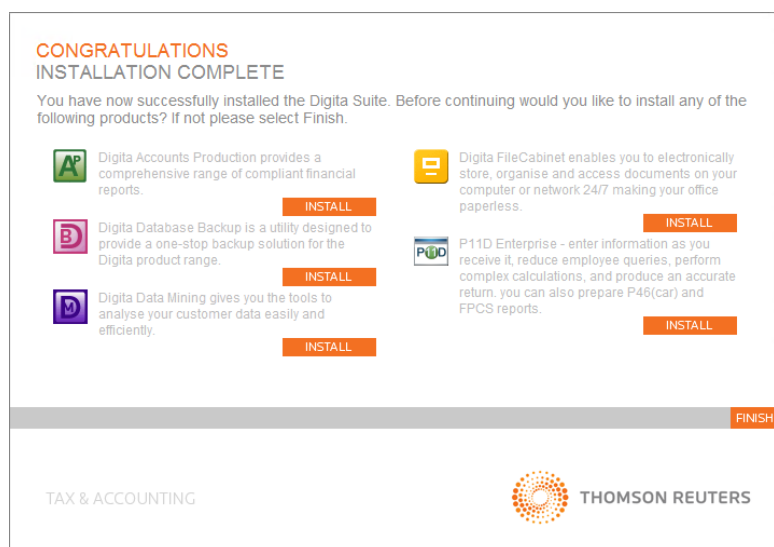 CONGRATULATIONS
INSTALLATION COMPLETE
You have now successfully installed the Digita Suite. Before continuing would you like to install any of the
following products? If not please select Finish.
AP
Digita Accounts Production provides a
comprehensive range of compliant financial
reports.
INSTALL
BD
Digita Database Backup is a utility designed to
provide a one-stop backup solution for the
Digita product range.
INSTALL
DM
Digita Data Mining gives you the tools to
analyse your customer data easily and
efficiently.
INSTALL
Digita FileCabinet enables you to electronically
store, organise and access documents on your
computer or network 24/7 making your office
paperless.
INSTALL
P11D
P11D Enterprise - enter information as you
receive it, reduce employee queries, perform
complex calculations, and produce an accurate
return. you can also prepare P46(car) and
FPCS reports.
INSTALL
FINISH
TAX & ACCOUNTING
THOMSON REUTERS